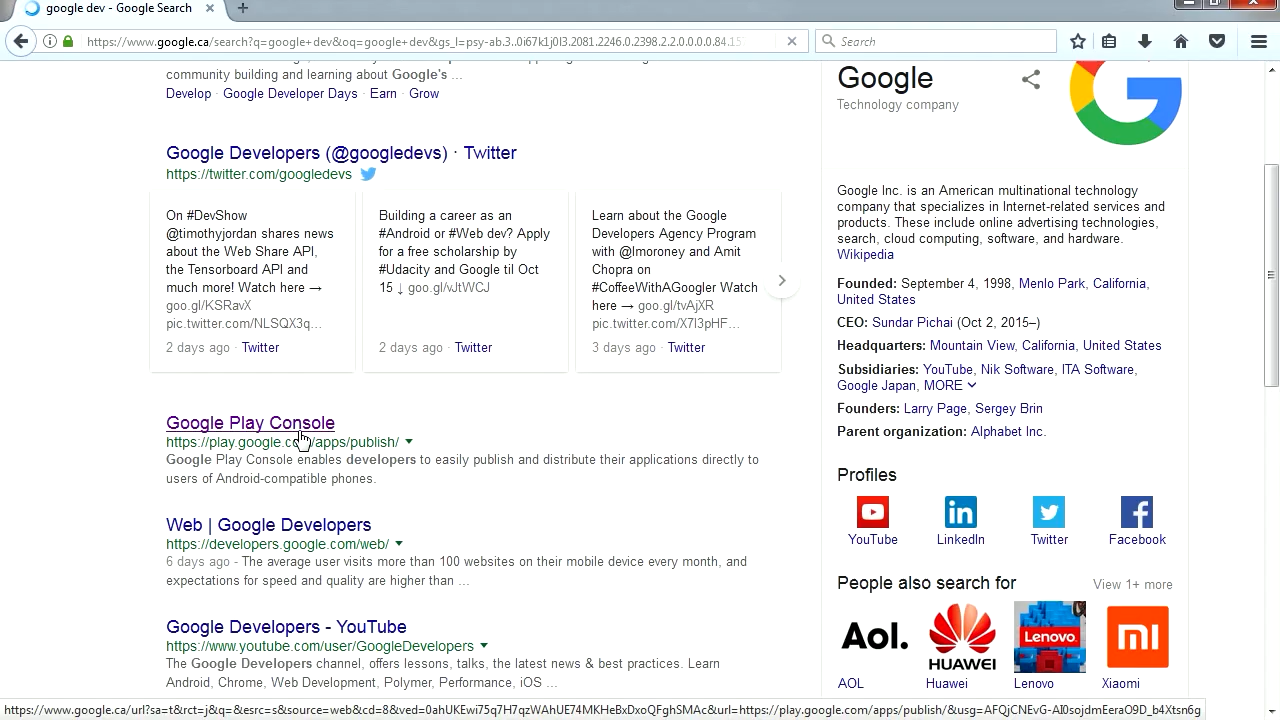 google dev - Google Search
https://www.google.ca/search?q=google+dev&oq=google+dev&gs_l=psy-ab.3..0i67k1j0l3.2081.2246.0.2398.2.2.0.0.0.0.84.15
Search
community building and learning about Google's ...
Develop · Google Developer Days · Earn · Grow
Google Developers (@googledevs) · Twitter
https://twitter.com/googledevs
On #DevShow
@timothyjordan shares news
about the Web Share API,
the Tensorboard API and
much more! Watch here →
goo.gl/KSRavX
pic.twitter.com/NLSQX3q...
2 days ago · Twitter
Building a career as an
#Android or #Web dev? Apply
for a free scholarship by
#Udacity and Google til Oct
15 ↓ goo.gl/vJtWCJ
2 days ago · Twitter
Learn about the Google
Developers Agency Program
with @lmoroney and Amit
Chopra on
#CoffeeWithAGoogler Watch
here → goo.gl/tvAjXR
pic.twitter.com/X7l3pHF...
3 days ago · Twitter
Google Play Console
https://play.google.com/apps/publish/
Google Play Console enables developers to easily publish and distribute their applications directly to
users of Android-compatible phones.
Web | Google Developers
https://developers.google.com/web/
6 days ago - The average user visits more than 100 websites on their mobile device every month, and
expectations for speed and quality are higher than ...
Google Developers - YouTube
https://www.youtube.com/user/GoogleDevelopers
The Google Developers channel, offers lessons, talks, the latest news & best practices. Learn
Android, Chrome, Web Development, Polymer, Performance, iOS ...
Google
Technology company
Google Inc. is an American multinational technology
company that specializes in Internet-related services and
products. These include online advertising technologies,
search, cloud computing, software, and hardware.
Wikipedia
Founded: September 4, 1998, Menlo Park, California,
United States
CEO: Sundar Pichai (Oct 2, 2015–)
Headquarters: Mountain View, California, United States
Subsidiaries: YouTube, Nik Software, ITA Software,
Google Japan, MORE
Founders: Larry Page, Sergey Brin
Parent organization: Alphabet Inc.
Profiles
YouTube
LinkedIn
Twitter
Facebook
People also search for
View 1+ more
Aol.
HUAWEI
Lenovo
AOL
Huawei
Lenovo
Xiaomi
https://www.google.ca/url?sa=t&rct=j&q=&esrc=s&source=web&cd=8&ved=0ahUKEwi75q7H7qzWAhUE74MKHeBxDxoQFghSMAc&url=https://play.google.com/apps/publish/&usg=AFQjCNEvG-AI0sojdmEeraO9D_b4Xtsn6g